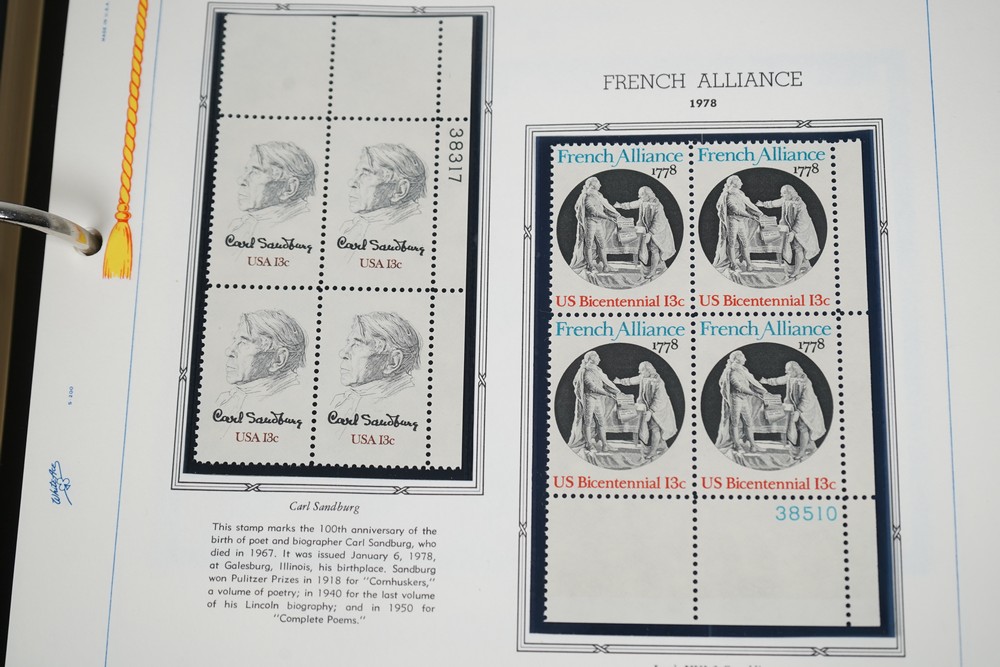 MADE IN U.S.A.
38317
Carl Sandburg
USA 13c
Carl Sandburg
USA 13c
Carl Sandburg
USA 13c
Carl Sandburg
USA 13c
Carl Sandburg
This stamp marks the 100th anniversary of the
birth of poet and biographer Carl Sandburg, who
died in 1967. It was issued January 6, 1978,
at Galesburg, Illinois, his birthplace. Sandburg
won Pulitzer Prizes in 1918 for "Cornhuskers,"
a volume of poetry; in 1940 for the last volume
of his Lincoln biography; and in 1950 for
"Complete Poems."
White Ace
FRENCH ALLIANCE
1978
French Alliance
1778
US Bicentennial 13c
French Alliance
1778
US Bicentennial 13c
French Alliance
1778
US Bicentennial 13c
French Alliance
1778
US Bicentennial 13c
38510